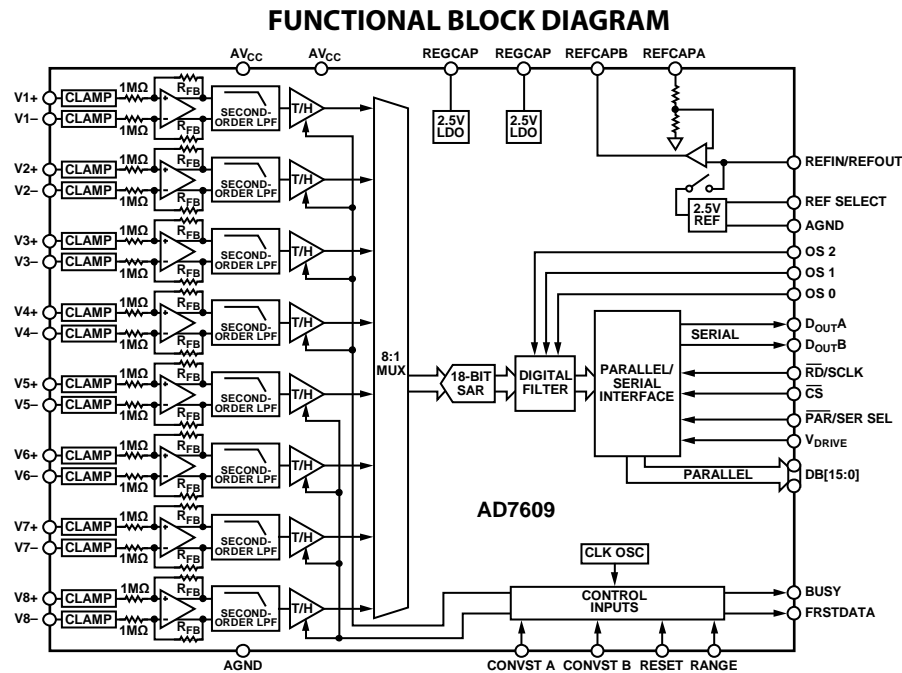 FUNCTIONAL BLOCK DIAGRAM
AVCC AVCC REGCAP REGCAP REFCAPB REFCAPA
V1+ CLAMP 1MΩ RFB
V1– CLAMP 1MΩ RFB
SECOND-
ORDER LPF
T/H
V2+ CLAMP 1MΩ RFB
V2– CLAMP 1MΩ RFB
SECOND-
ORDER LPF
T/H
V3+ CLAMP 1MΩ RFB
V3– CLAMP 1MΩ RFB
SECOND-
ORDER LPF
T/H
V4+ CLAMP 1MΩ RFB
V4– CLAMP 1MΩ RFB
SECOND-
ORDER LPF
T/H
V5+ CLAMP 1MΩ RFB
V5– CLAMP 1MΩ RFB
SECOND-
ORDER LPF
T/H
V6+ CLAMP 1MΩ RFB
V6– CLAMP 1MΩ RFB
SECOND-
ORDER LPF
T/H
V7+ CLAMP 1MΩ RFB
V7– CLAMP 1MΩ RFB
SECOND-
ORDER LPF
T/H
V8+ CLAMP 1MΩ RFB
V8– CLAMP 1MΩ RFB
SECOND-
ORDER LPF
T/H
8:1
MUX
2.5V
LDO
2.5V
LDO
2.5V
REF
REFIN/REFOUT
REF SELECT
AGND
OS 2
OS 1
OS 0
18-BIT
SAR
DIGITAL
FILTER
PARALLEL/
SERIAL
INTERFACE
SERIAL
DOUTA
DOUTB
R̅D̅/SCLK
C̅S̅
P̅A̅R̅/SER SEL
VDRIVE
PARALLEL
DB[15:0]
AD7609
CLK OSC
CONTROL
INPUTS
BUSY
FRSTDATA
AGND CONVST A CONVST B RESET RANGE